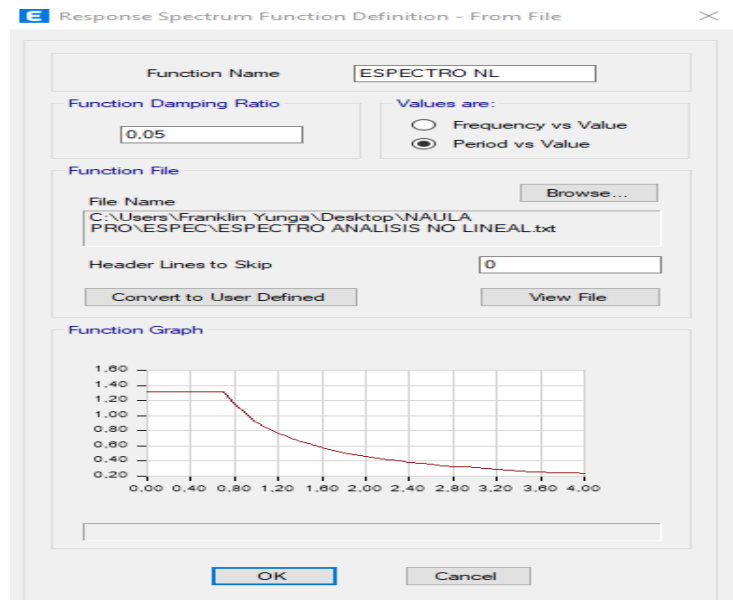 E Response Spectrum Function Definition - From File
Function Name ESPECTRO NL
Function Damping Ratio
0.05
Values are:
Frequency vs Value
Period vs Value
Function File
Browse...
File Name
C:\Users\Franklin Yunga\Desktop\NAULA
PRO\ESPEC\ESPECTRO ANALISIS NO LINEAL.txt
Header Lines to Skip 0
Convert to User Defined View File
Function Graph
1.60
1.40
1.20
1.00
0.80
0.60
0.40
0.20
0.00 0.40 0.80 1.20 1.60 2.00 2.40 2.80 3.20 3.60 4.00
OK Cancel